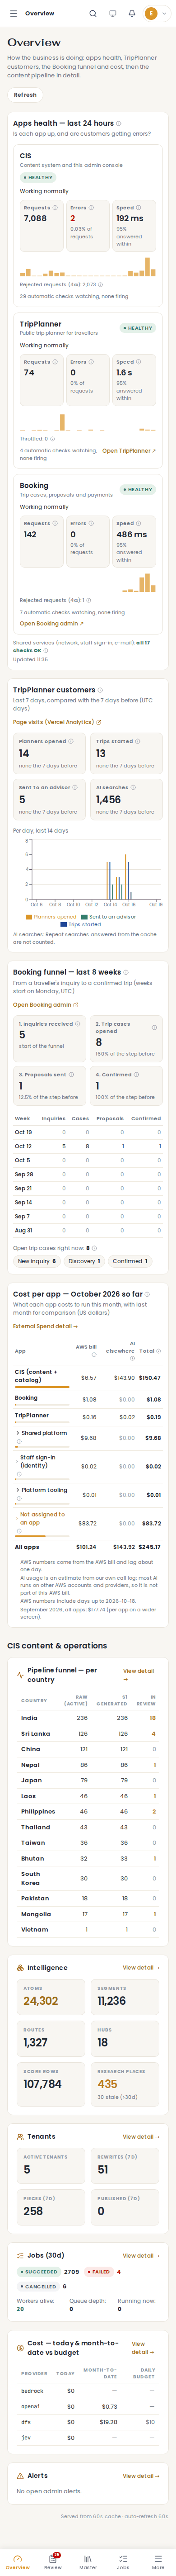 Overview
E
Overview
How the business is doing: apps health, TripPlanner
customers, the Booking funnel and cost, then the
content pipeline in detail.
Refresh
Apps health — last 24 hours
Is each app up, and are customers getting errors?
CIS
Content system and this admin console
HEALTHY
Working normally
Requests
7,088
Errors
2
0.03% of
requests
Speed
192 ms
95%
answered
within
Rejected requests (4xx): 2,073
29 automatic checks watching, none firing
TripPlanner
Public trip planner for travellers
HEALTHY
Working normally
Requests
74
Errors
0
0% of
requests
Speed
1.6 s
95%
answered
within
Throttled: 0
4 automatic checks watching,
none firing
Open TripPlanner ↗
Booking
Trip cases, proposals and payments
HEALTHY
Working normally
Requests
142
Errors
0
0% of
requests
Speed
486 ms
95%
answered
within
Rejected requests (4xx): 1
7 automatic checks watching, none firing
Open Booking admin ↗
Shared services (network, staff sign-in, e-mail): all 17
checks OK
Updated 11:35
TripPlanner customers
Last 7 days, compared with the 7 days before (UTC
days)
Page visits (Vercel Analytics)
Planners opened
14
none the 7 days before
Trips started
13
none the 7 days before
Sent to an advisor
5
none the 7 days before
AI searches
1,456
none the 7 days before
Per day, last 14 days
8
6
4
2
0
Oct 6 Oct 8 Oct 10 Oct 12 Oct 14 Oct 16 Oct 19
Planners opened Sent to an advisor
Trips started
AI searches: Repeat searches answered from the cache
are not counted.
Booking funnel — last 8 weeks
From a traveller's inquiry to a confirmed trip (weeks
start on Monday, UTC)
Open Booking admin
1. Inquiries received
5
start of the funnel
2. Trip cases
opened
8
160% of the step before
3. Proposals sent
1
12.5% of the step before
4. Confirmed
1
100% of the step before
Week Inquiries Cases Proposals Confirmed
Oct 19 0 0 0 0
Oct 12 5 8 1 1
Oct 5 0 0 0 0
Sep 28 0 0 0 0
Sep 21 0 0 0 0
Sep 14 0 0 0 0
Sep 7 0 0 0 0
Aug 31 0 0 0 0
Open trip cases right now: 8
New inquiry 6 Discovery 1 Confirmed 1
Cost per app — October 2026 so far
What each app costs to run this month, with last
month for comparison (US dollars)
External Spend detail →
App AWS bill AI elsewhere Total
CIS (content + catalog) $6.57 $143.90 $150.47
Booking $1.08 $0.00 $1.08
TripPlanner $0.16 $0.02 $0.19
Shared platform $9.68 $0.00 $9.68
Staff sign-in (identity) $0.02 $0.00 $0.02
Platform tooling $0.01 $0.00 $0.01
Not assigned to an app $83.72 $0.00 $83.72
All apps $101.24 $143.92 $245.17
AWS numbers come from the AWS bill and lag about
one day.
AI usage is an estimate from our own call log; most AI
runs on other AWS accounts and providers, so it is not
part of this AWS bill.
AWS numbers include days up to 2026-10-18.
September 2026, all apps: $177.74 (per app on a wider
screen).
CIS content & operations
Pipeline funnel — per
country
View detail
→
COUNTRY RAW (ACTIVE) S1 GENERATED IN REVIEW
India 236 236 18
Sri Lanka 126 126 4
China 121 121 0
Nepal 86 86 1
Japan 79 79 0
Laos 46 46 1
Philippines 46 46 2
Thailand 43 43 0
Taiwan 36 36 0
Bhutan 32 33 1
South Korea 30 30 0
Pakistan 18 18 0
Mongolia 17 17 1
Vietnam 1 1 0
Intelligence
View detail →
ATOMS
24,302
SEGMENTS
11,236
ROUTES
1,327
HUBS
18
SCORE ROWS
107,784
RESEARCH PLACES
435
30 stale (>30d)
Tenants
View detail →
ACTIVE TENANTS
5
REWRITES (7D)
51
PIECES (7D)
258
PUBLISHED (7D)
0
Jobs (30d)
View detail →
SUCCEEDED 2709 FAILED 4
CANCELLED 6
Workers alive: 20
Queue depth: 0
Running now: 0
Cost — today & month-to-
date vs budget
View
detail →
PROVIDER TODAY MONTH-TO-DATE DAILY BUDGET
bedrock $0 — —
openai $0 $0.73 —
dfs $0 $19.28 $10
jev $0 — —
Alerts
View detail →
No open admin alerts.
Served from 60s cache · auto-refresh 60s
Overview Review Master Jobs More